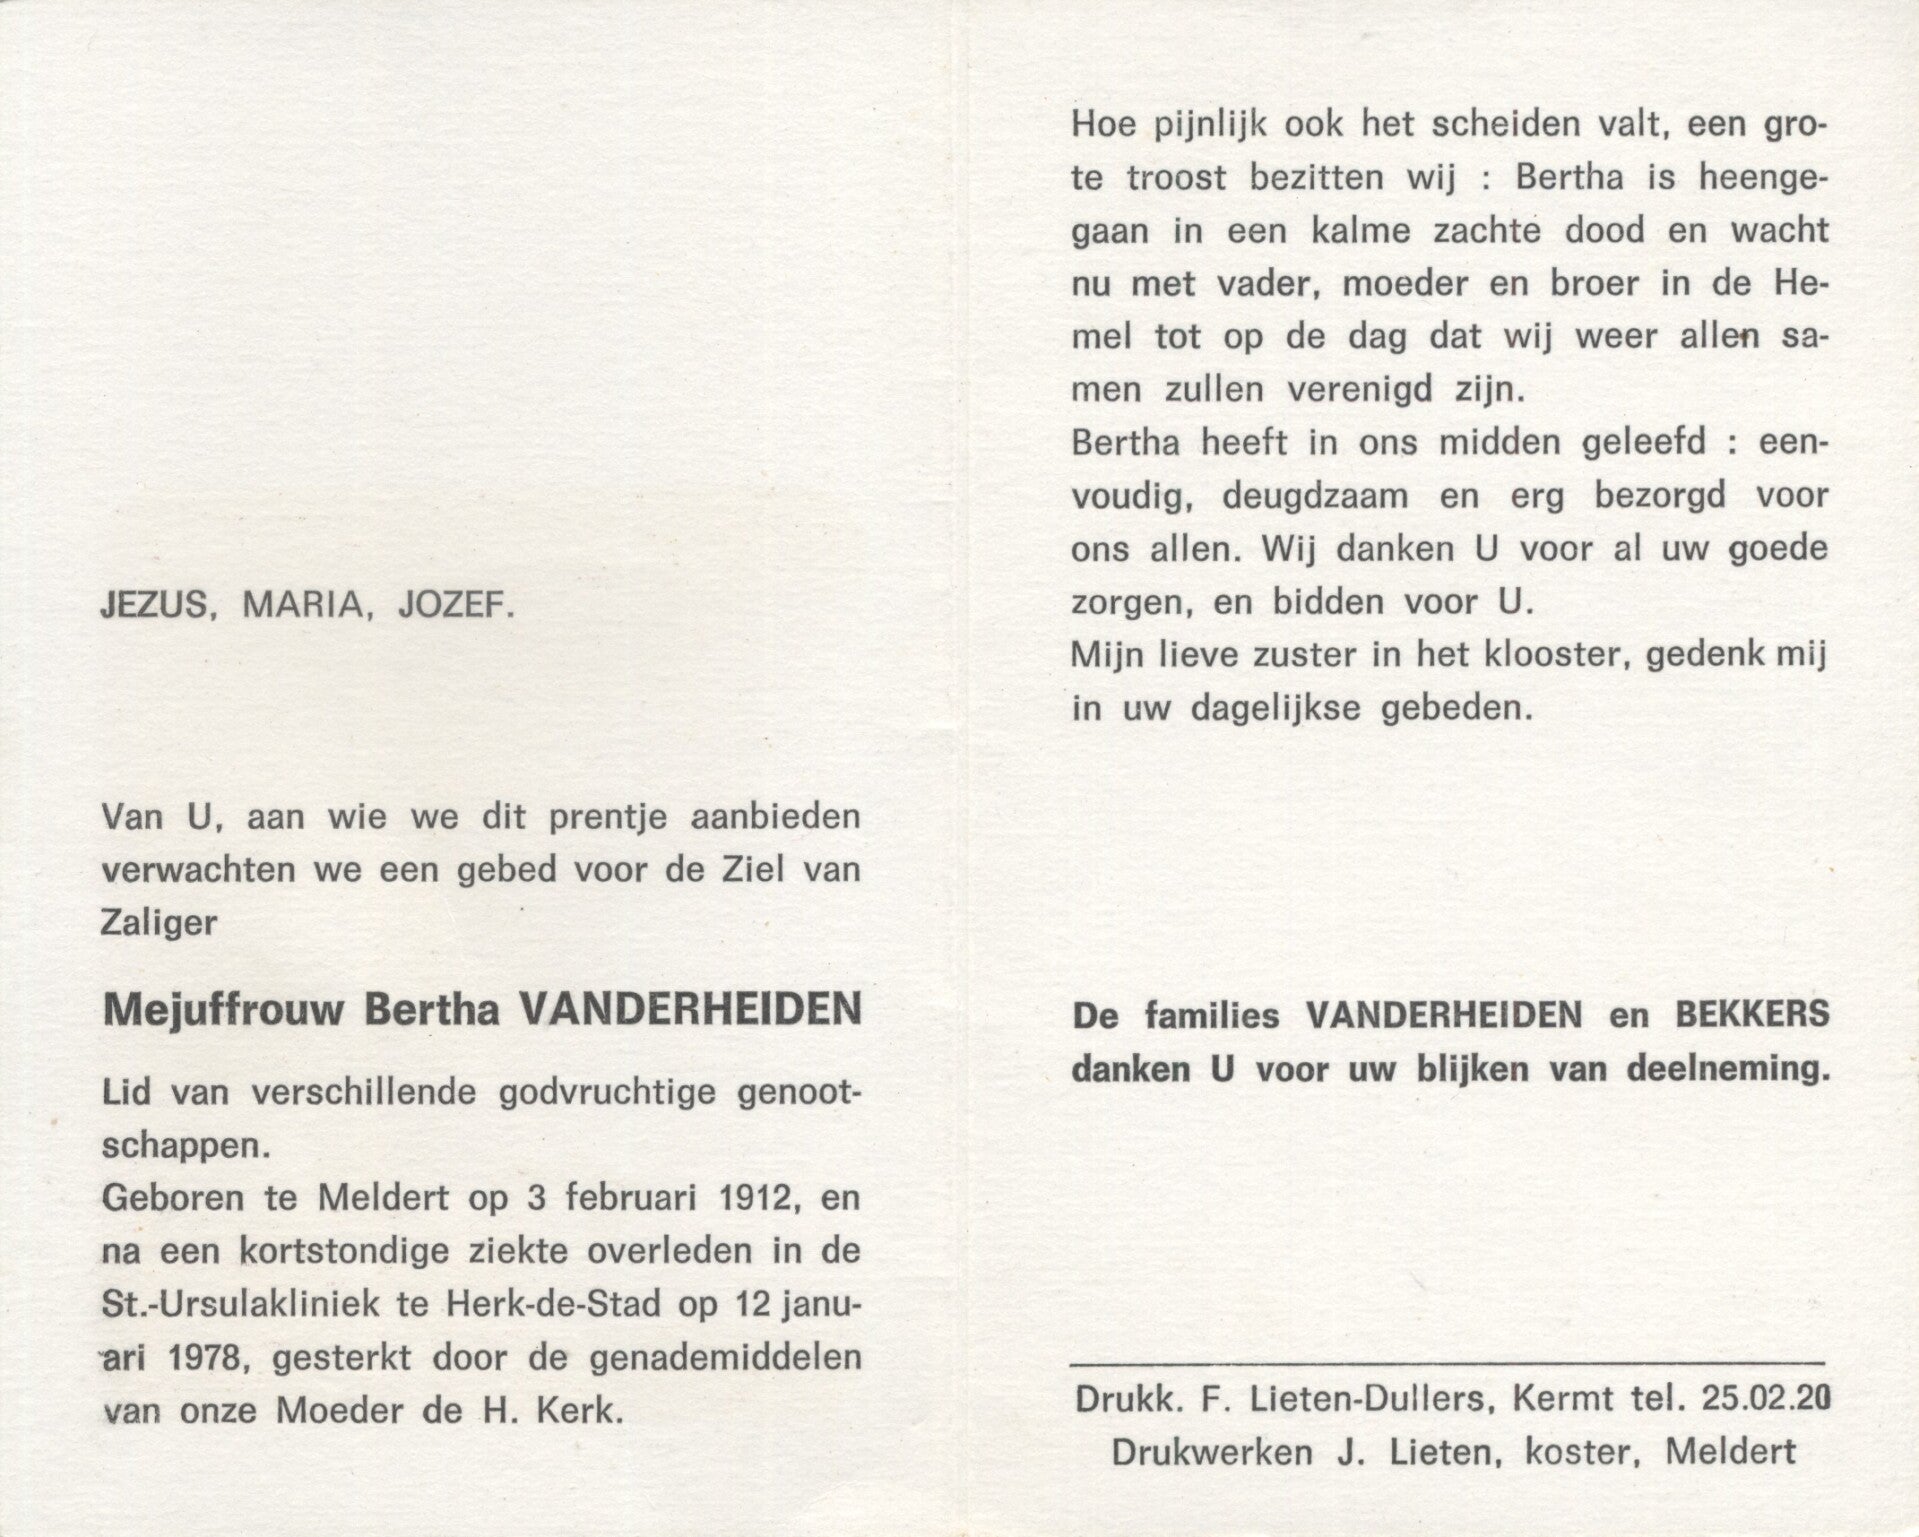 JEZUS, MARIA, JOZEF.
Van U, aan wie we dit prentje aanbieden
verwachten we een gebed voor de Ziel van
Zaliger
Mejuffrouw Bertha VANDERHEIDEN
Lid van verschillende godvruchtige genoot-
schappen.
Geboren te Meldert op 3 februari 1912, en
na een kortstondige ziekte overleden in de
St.-Ursulakliniek te Herk-de-Stad op 12 janu-
ari 1978, gesterkt door de genademiddelen
van onze Moeder de H. Kerk.
Hoe pijnlijk ook het scheiden valt, een gro-
te troost bezitten wij : Bertha is heenge-
gaan in een kalme zachte dood en wacht
nu met vader, moeder en broer in de He-
mel tot op de dag dat wij weer allen sa-
men zullen verenigd zijn.
Bertha heeft in ons midden geleefd : een-
voudig, deugdzaam en erg bezorgd voor
ons allen. Wij danken U voor al uw goede
zorgen, en bidden voor U.
Mijn lieve zuster in het klooster, gedenk mij
in uw dagelijkse gebeden.
De families VANDERHEIDEN en BEKKERS
danken U voor uw blijken van deelneming.
Drukk. F. Lieten-Dullers, Kermt tel. 25.02.20
Drukwerken J. Lieten, koster, Meldert